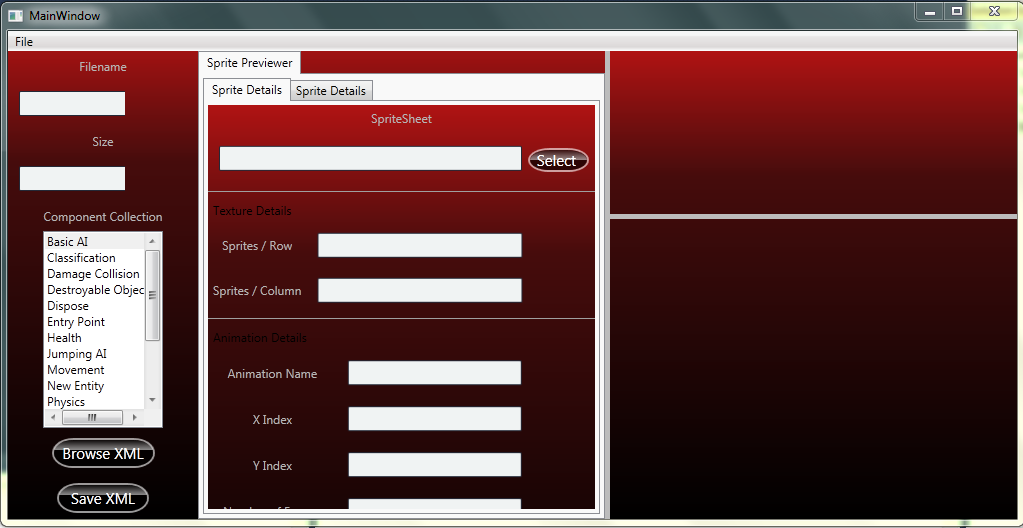 MainWindow
File
Filename
Size
Component Collection
Basic AI
Classification
Damage Collision
Destroyable Objec
Dispose
Entry Point
Health
Jumping AI
Movement
New Entity
Physics
Browse XML
Save XML
Sprite Previewer
Sprite Details Sprite Details
SpriteSheet
Select
Texture Details
Sprites / Row
Sprites / Column
Animation Details
Animation Name
X Index
Y Index